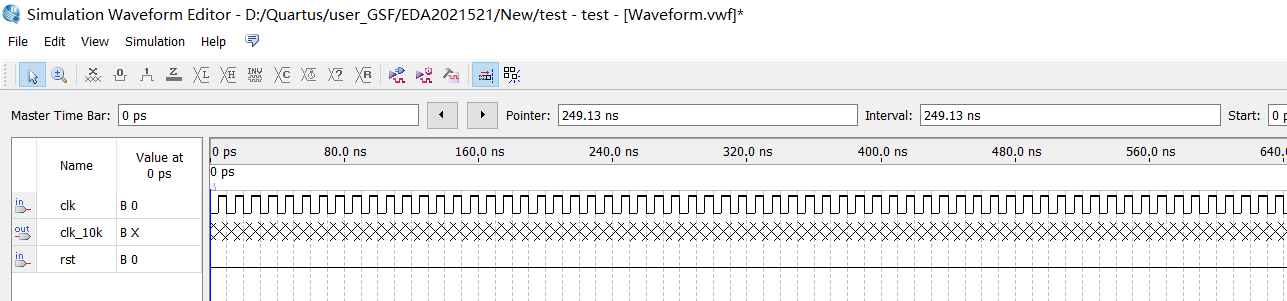 Simulation Waveform Editor - D:/Quartus/user_GSF/EDA2021521/New/test - test - [Waveform.vwf]*
File Edit View Simulation Help
Master Time Bar: 0 ps Pointer: 249.13 ns Interval: 249.13 ns Start: 0 p
Name Value at 0 ps
0 ps 80.0 ns 160.0 ns 240.0 ns 320.0 ns 400.0 ns 480.0 ns 560.0 ns 640.
0 ps
in clk B 0
out clk_10k B X
in rst B 0